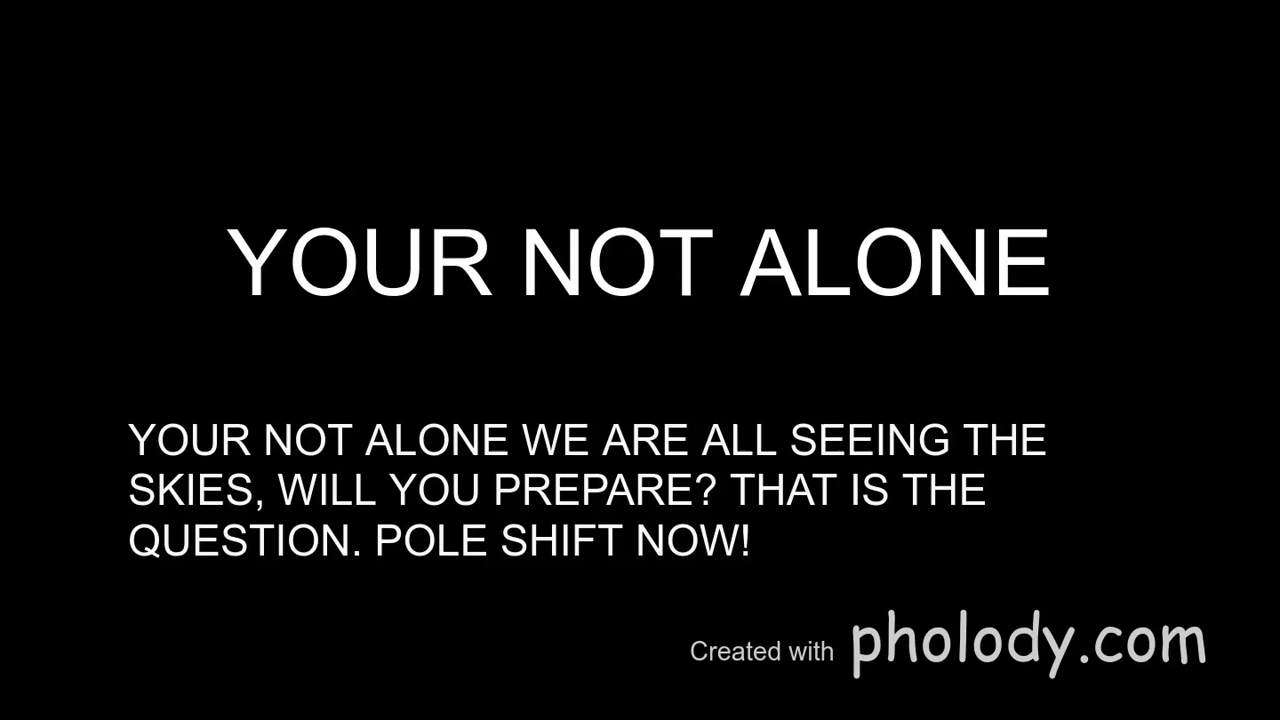 YOUR NOT ALONE
YOUR NOT ALONE WE ARE ALL SEEING THE
SKIES, WILL YOU PREPARE? THAT IS THE
QUESTION. POLE SHIFT NOW!
Created with pholody.com